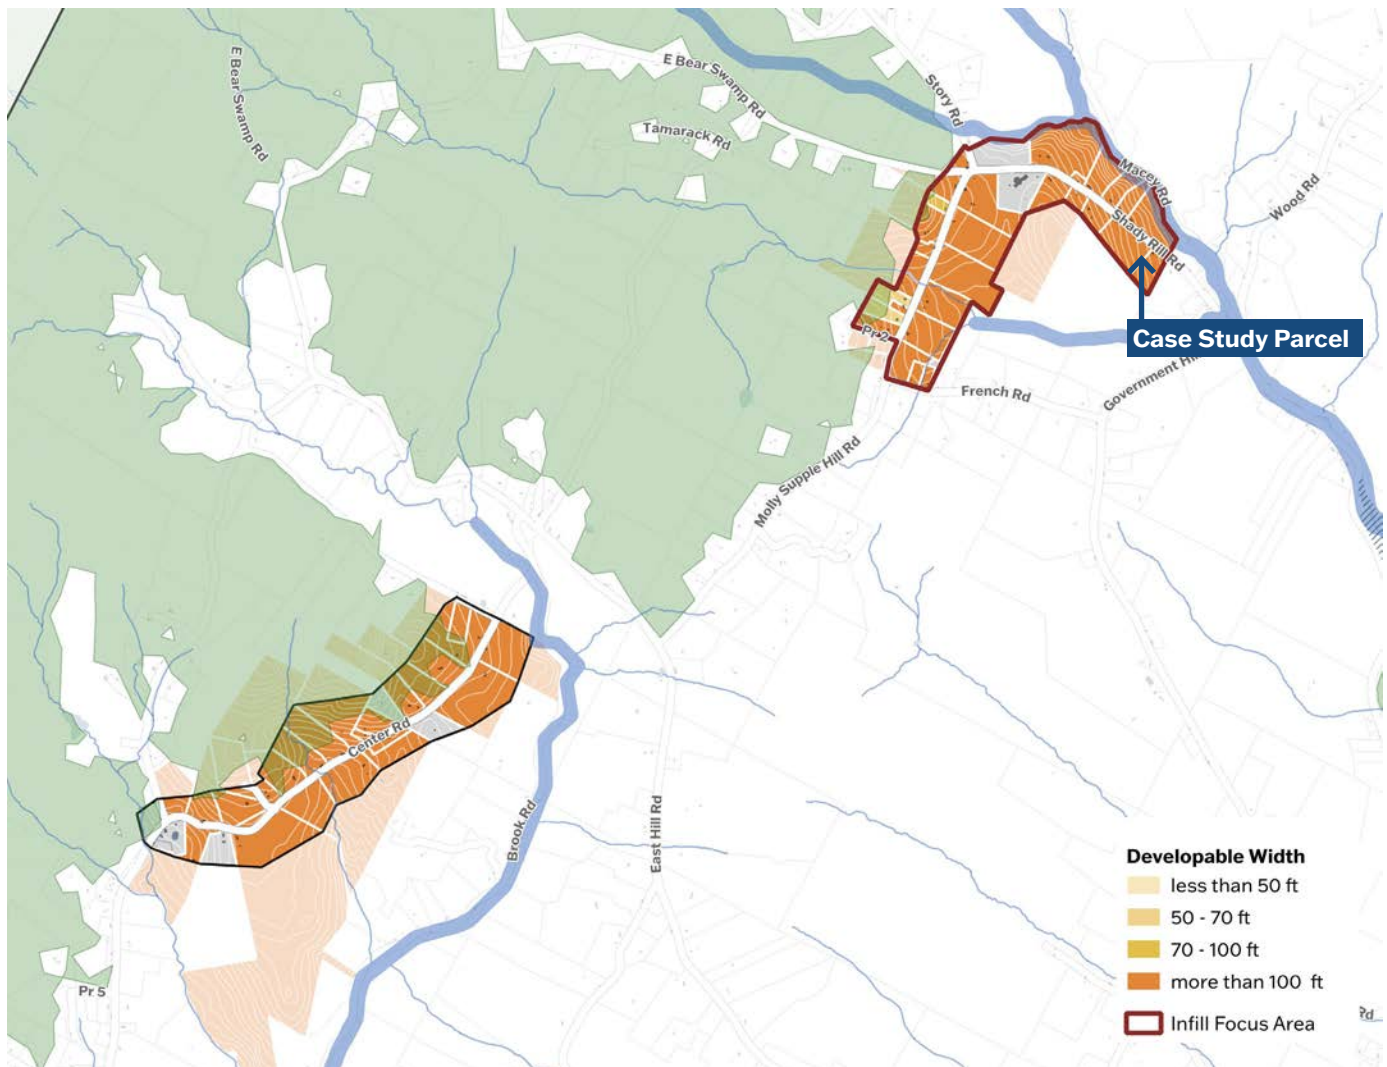 E Bear Swamp Rd
E Bear Swamp Rd
Story Rd
Tamarack Rd
Macey Rd
Wood Rd
Shady Rill Rd
Case Study Parcel
Pr 2
French Rd
Molly Supple Hill Rd
Center Rd
Brook Rd
East Hill Rd
Pr 5
Developable Width
less than 50 ft
50 - 70 ft
70 - 100 ft
more than 100 ft
Infill Focus Area
Government Hil
Rd